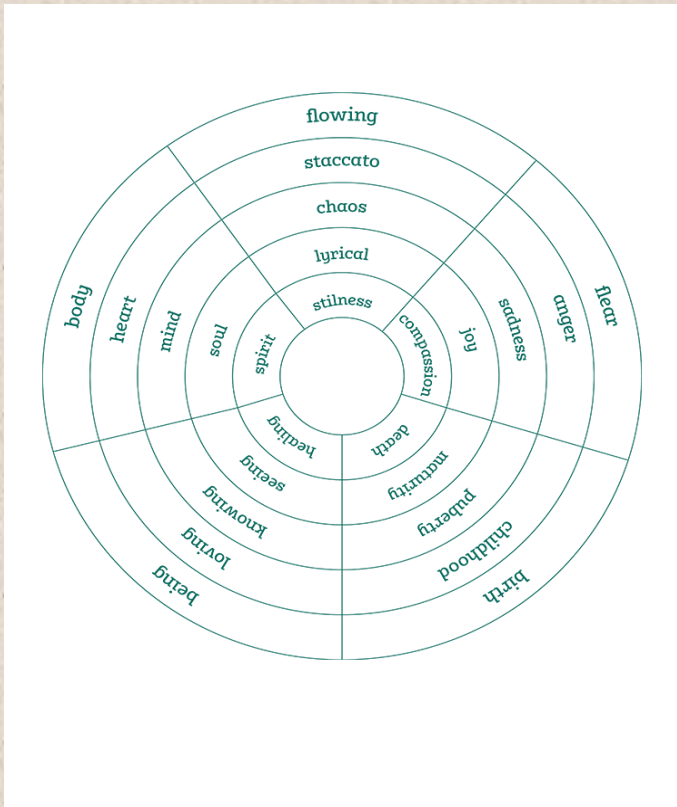 flowing
staccato
chaos
lyrical
stilness
flear
anger
sadness
joy
compassion
birth
childhood
puberty
maturity
death
being
loving
knowing
seeing
healing
body
heart
mind
soul
spirit